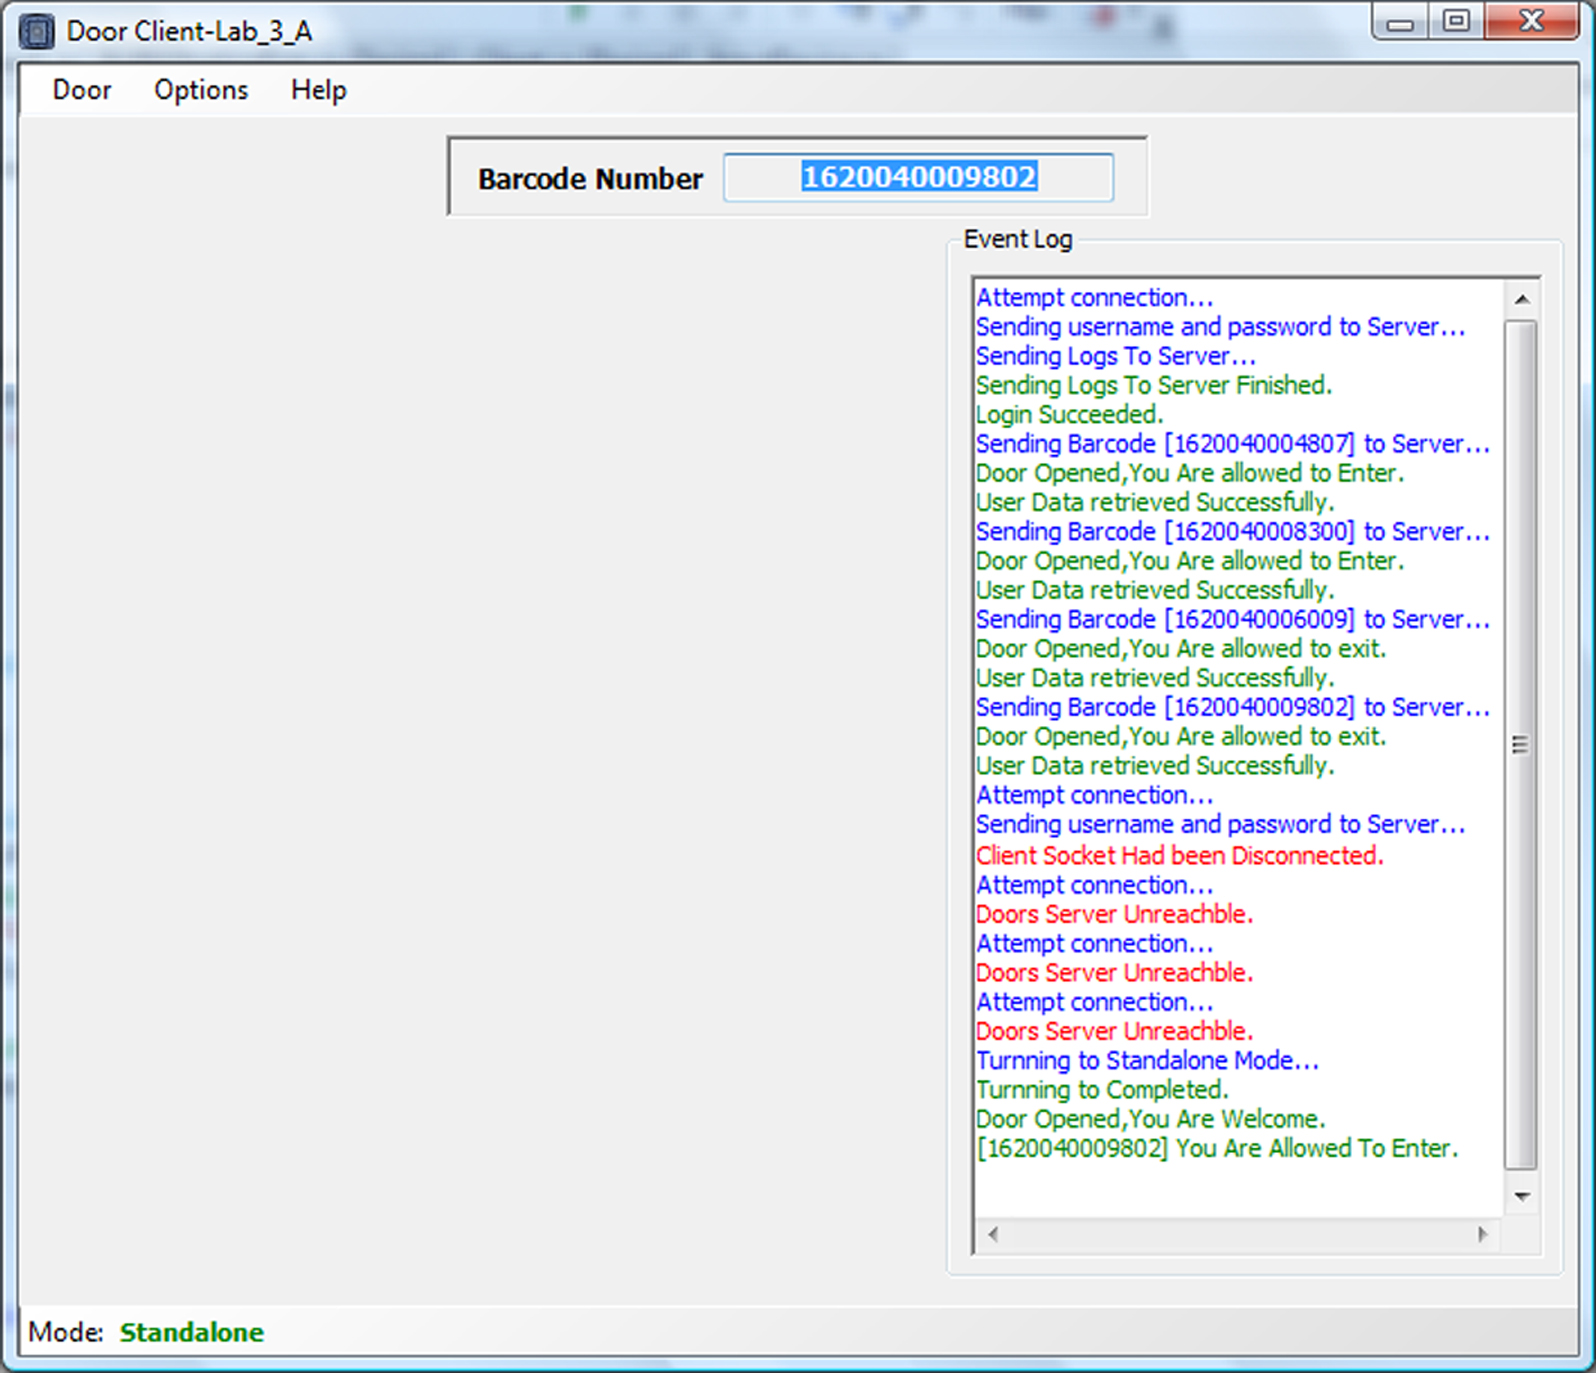 Door Client-Lab_3_A
Door Options Help
Barcode Number 1620040009802
Event Log
Attempt connection...
Sending username and password to Server...
Sending Logs To Server...
Sending Logs To Server Finished.
Login Succeeded.
Sending Barcode [1620040004807] to Server...
Door Opened,You Are allowed to Enter.
User Data retrieved Successfully.
Sending Barcode [1620040008300] to Server...
Door Opened,You Are allowed to Enter.
User Data retrieved Successfully.
Sending Barcode [1620040006009] to Server...
Door Opened,You Are allowed to exit.
User Data retrieved Successfully.
Sending Barcode [1620040009802] to Server...
Door Opened,You Are allowed to exit.
User Data retrieved Successfully.
Attempt connection...
Sending username and password to Server...
Client Socket Had been Disconnected.
Attempt connection...
Doors Server Unreachble.
Attempt connection...
Doors Server Unreachble.
Attempt connection...
Doors Server Unreachble.
Turnning to Standalone Mode...
Turnning to Completed.
Door Opened,You Are Welcome.
[1620040009802] You Are Allowed To Enter.
Mode: Standalone